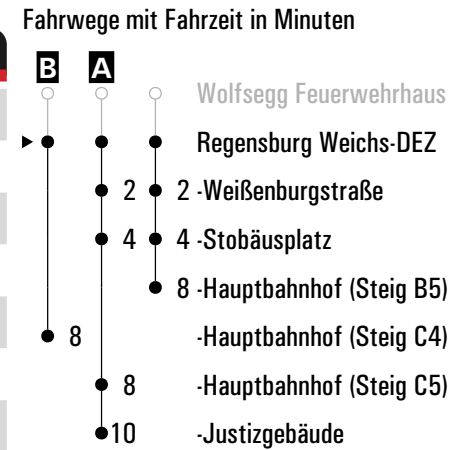 Fahrwege mit Fahrzeit in Minuten
B A
Wolfsegg Feuerwehrhaus
Regensburg Weichs-DEZ
2 2 -Weißenburgstraße
4 4 -Stobäusplatz
8 -Hauptbahnhof (Steig B5)
8 -Hauptbahnhof (Steig C4)
8 -Hauptbahnhof (Steig C5)
10 -Justizgebäude